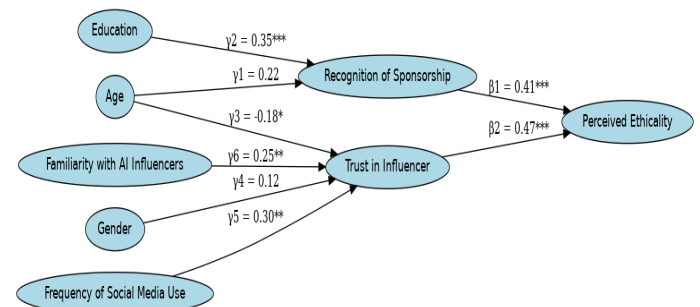 Education
γ2 = 0.35***
Recognition of Sponsorship
γ1 = 0.22
Age
β1 = 0.41***
γ3 = -0.18*
Perceived Ethicality
β2 = 0.47***
Familiarity with AI Influencers
γ6 = 0.25**
Trust in Influencer
γ4 = 0.12
Gender
γ5 = 0.30**
Frequency of Social Media Use